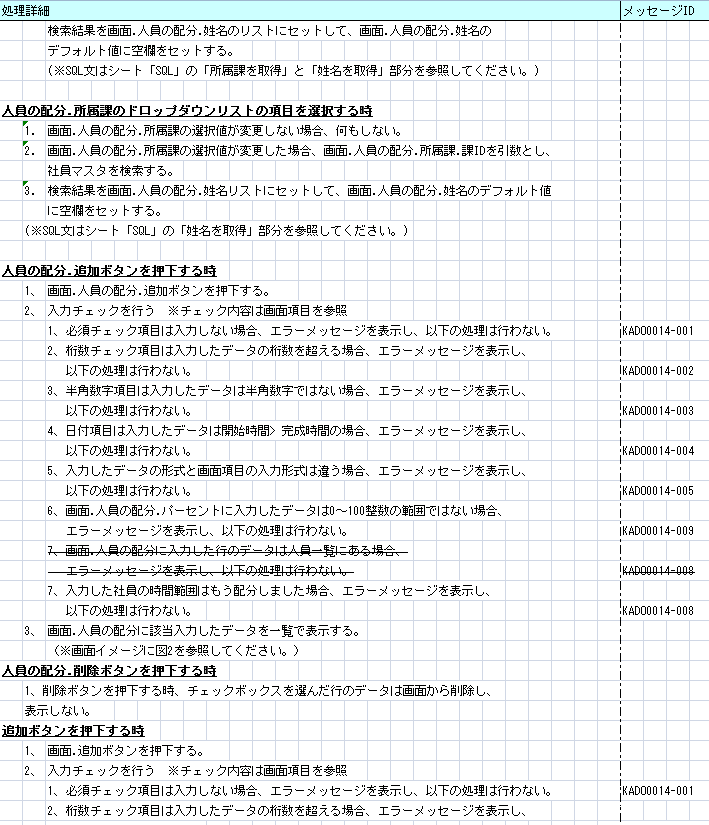 処理詳細 メッセージID
検索結果を画面.人員の配分.姓名のリストにセットして、画面.人員の配分.姓名の
デフォルト値に空欄をセットする。
(※SQL文はシート「SQL」の「所属課を取得」と「姓名を取得」部分を参照してください。)
人員の配分.所属課のドロップダウンリストの項目を選択する時
1. 画面.人員の配分.所属課の選択値が変更しない場合、何もしない。
2. 画面.人員の配分.所属課の選択値が変更した場合、画面.人員の配分.所属課.課IDを引数とし、
社員マスタを検索する。
3. 検索結果を画面.人員の配分.姓名リストにセットして、画面.人員の配分.姓名のデフォルト値
に空欄をセットする。
(※SQL文はシート「SQL」の「姓名を取得」部分を参照してください。)
人員の配分.追加ボタンを押下する時
1、 画面.人員の配分.追加ボタンを押下する。
2、 入力チェックを行う ※チェック内容は画面項目を参照
1、必須チェック項目は入力しない場合、エラーメッセージを表示し、以下の処理は行わない。 KADO0014-001
2、桁数チェック項目は入力したデータの桁数を超える場合、エラーメッセージを表示し、
以下の処理は行わない。 KADO0014-002
3、半角数字項目は入力したデータは半角数字ではない場合、エラーメッセージを表示し、
以下の処理は行わない。 KADO0014-003
4、日付項目は入力したデータは開始時間> 完成時間の場合、エラーメッセージを表示し、
以下の処理は行わない。 KADO0014-004
5、入力したデータの形式と画面項目の入力形式は違う場合、エラーメッセージを表示し、
以下の処理は行わない。 KADO0014-005
6、画面.人員の配分.パーセントに入力したデータは0～100整数の範囲ではない場合、
エラーメッセージを表示し、以下の処理は行わない。 KADO0014-009
7、画面.人員の配分に入力した行のデータは人員一覧にある場合、
エラーメッセージを表示し、以下の処理は行わない。 KADO0014-008
7、入力した社員の時間範囲はもう配分しました場合、エラーメッセージを表示し、
以下の処理は行わない。 KADO0014-008
3、 画面.人員の配分に該当入力したデータを一覧で表示する。
(※画面イメージに図2を参照してください。)
人員の配分.削除ボタンを押下する時
1、削除ボタンを押下する時、チェックボックスを選んだ行のデータは画面から削除し、
表示しない。
追加ボタンを押下する時
1、 画面.追加ボタンを押下する。
2、 入力チェックを行う ※チェック内容は画面項目を参照
1、必須チェック項目は入力しない場合、エラーメッセージを表示し、以下の処理は行わない。 KADO0014-001
2、桁数チェック項目は入力したデータの桁数を超える場合、エラーメッセージを表示し、